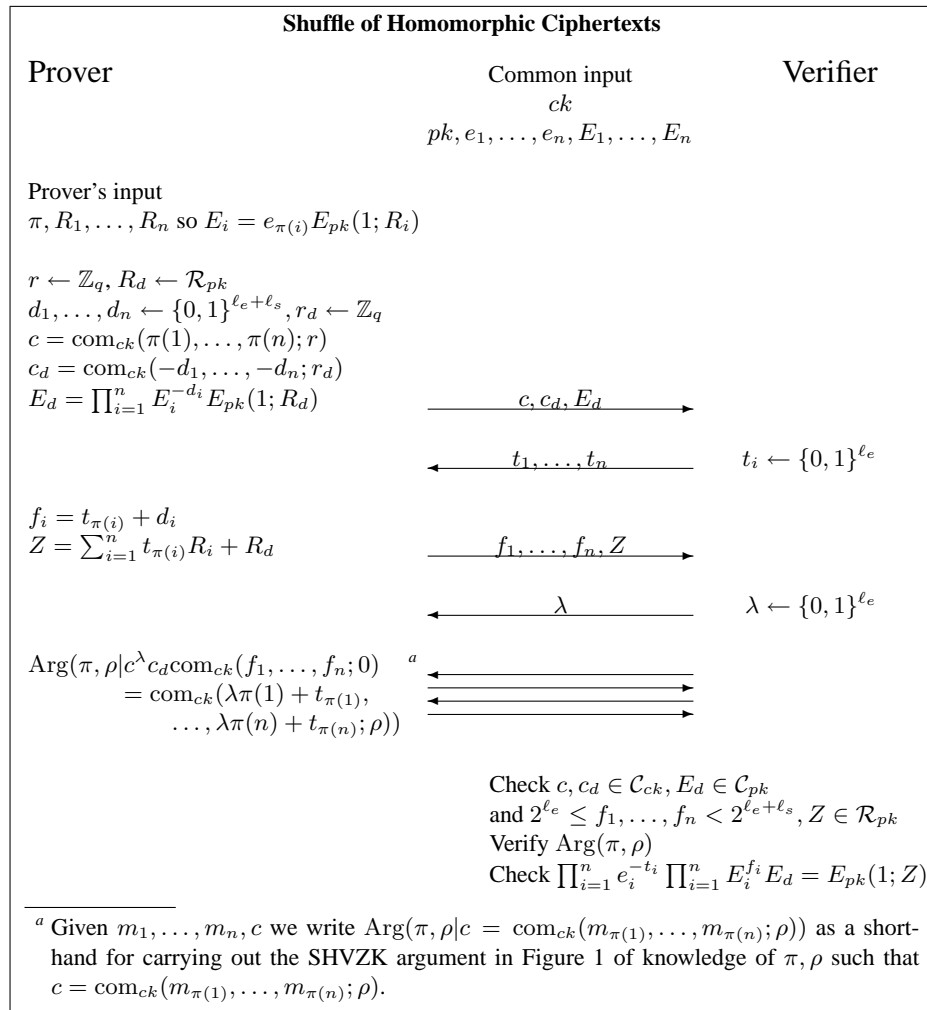 Shuffle of Homomorphic Ciphertexts
Prover Common input Verifier
ck
pk, e_1, . . . , e_n, E_1, . . . , E_n
Prover's input
π, R_1, . . . , R_n so E_i = e_{π(i)}E_{pk}(1; R_i)
r ← ℤ_q, R_d ← ℛ_{pk}
d_1, . . . , d_n ← {0, 1}^{ℓ_e+ℓ_s}, r_d ← ℤ_q
c = com_{ck}(π(1), . . . , π(n); r)
c_d = com_{ck}(−d_1, . . . , −d_n; r_d)
E_d = ∏_{i=1}^n E_i^{−d_i} E_{pk}(1; R_d) c, c_d, E_d
t_1, . . . , t_n t_i ← {0, 1}^{ℓ_e}
f_i = t_{π(i)} + d_i
Z = ∑_{i=1}^n t_{π(i)}R_i + R_d f_1, . . . , f_n, Z
λ λ ← {0, 1}^{ℓ_e}
Arg(π, ρ|c^λ c_d com_{ck}(f_1, . . . , f_n; 0) ^a
= com_{ck}(λπ(1) + t_{π(1)},
. . . , λπ(n) + t_{π(n)}; ρ))
Check c, c_d ∈ 𝒞_{ck}, E_d ∈ 𝒞_{pk}
and 2^{ℓ_e} ≤ f_1, . . . , f_n < 2^{ℓ_e+ℓ_s}, Z ∈ ℛ_{pk}
Verify Arg(π, ρ)
Check ∏_{i=1}^n e_i^{−t_i} ∏_{i=1}^n E_i^{f_i} E_d = E_{pk}(1; Z)
^a Given m_1, . . . , m_n, c we write Arg(π, ρ|c = com_{ck}(m_{π(1)}, . . . , m_{π(n)}; ρ)) as a short-
hand for carrying out the SHVZK argument in Figure 1 of knowledge of π, ρ such that
c = com_{ck}(m_{π(1)}, . . . , m_{π(n)}; ρ).